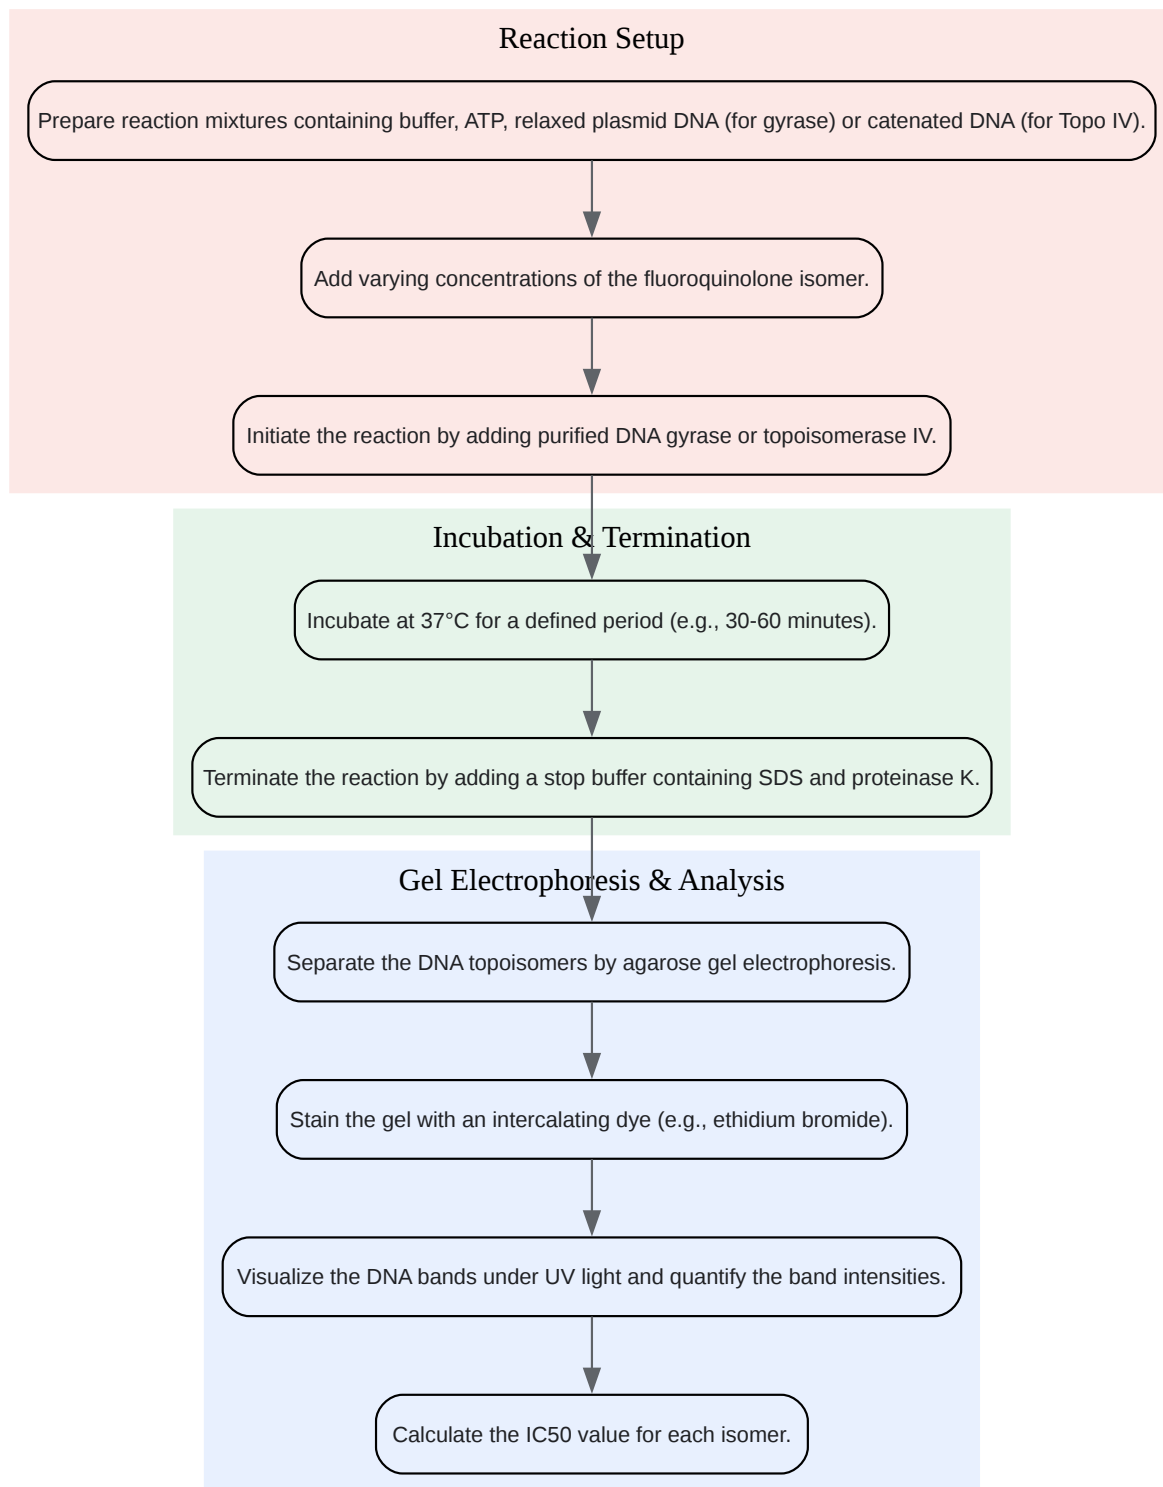 Reaction Setup
Prepare reaction mixtures containing buffer, ATP, relaxed plasmid DNA (for gyrase) or catenated DNA (for Topo IV).
Add varying concentrations of the fluoroquinolone isomer.
Initiate the reaction by adding purified DNA gyrase or topoisomerase IV.
Incubation & Termination
Incubate at 37°C for a defined period (e.g., 30-60 minutes).
Terminate the reaction by adding a stop buffer containing SDS and proteinase K.
Gel Electrophoresis & Analysis
Separate the DNA topoisomers by agarose gel electrophoresis.
Stain the gel with an intercalating dye (e.g., ethidium bromide).
Visualize the DNA bands under UV light and quantify the band intensities.
Calculate the IC50 value for each isomer.